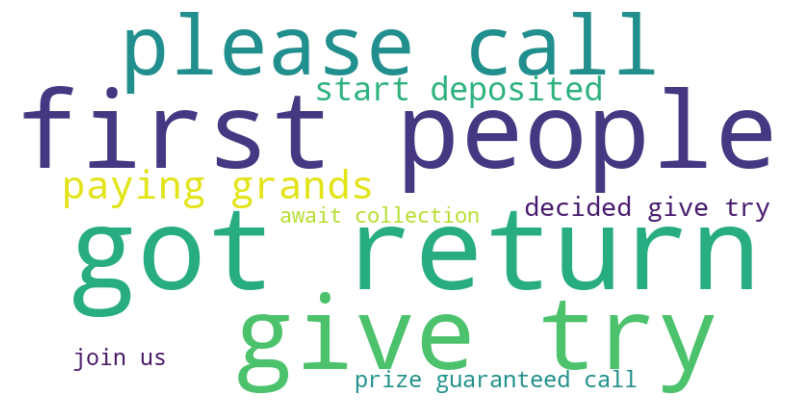 please call
start deposited
first people
paying grands
decided give try
await collection
got return
give try
join us
prize guaranteed call